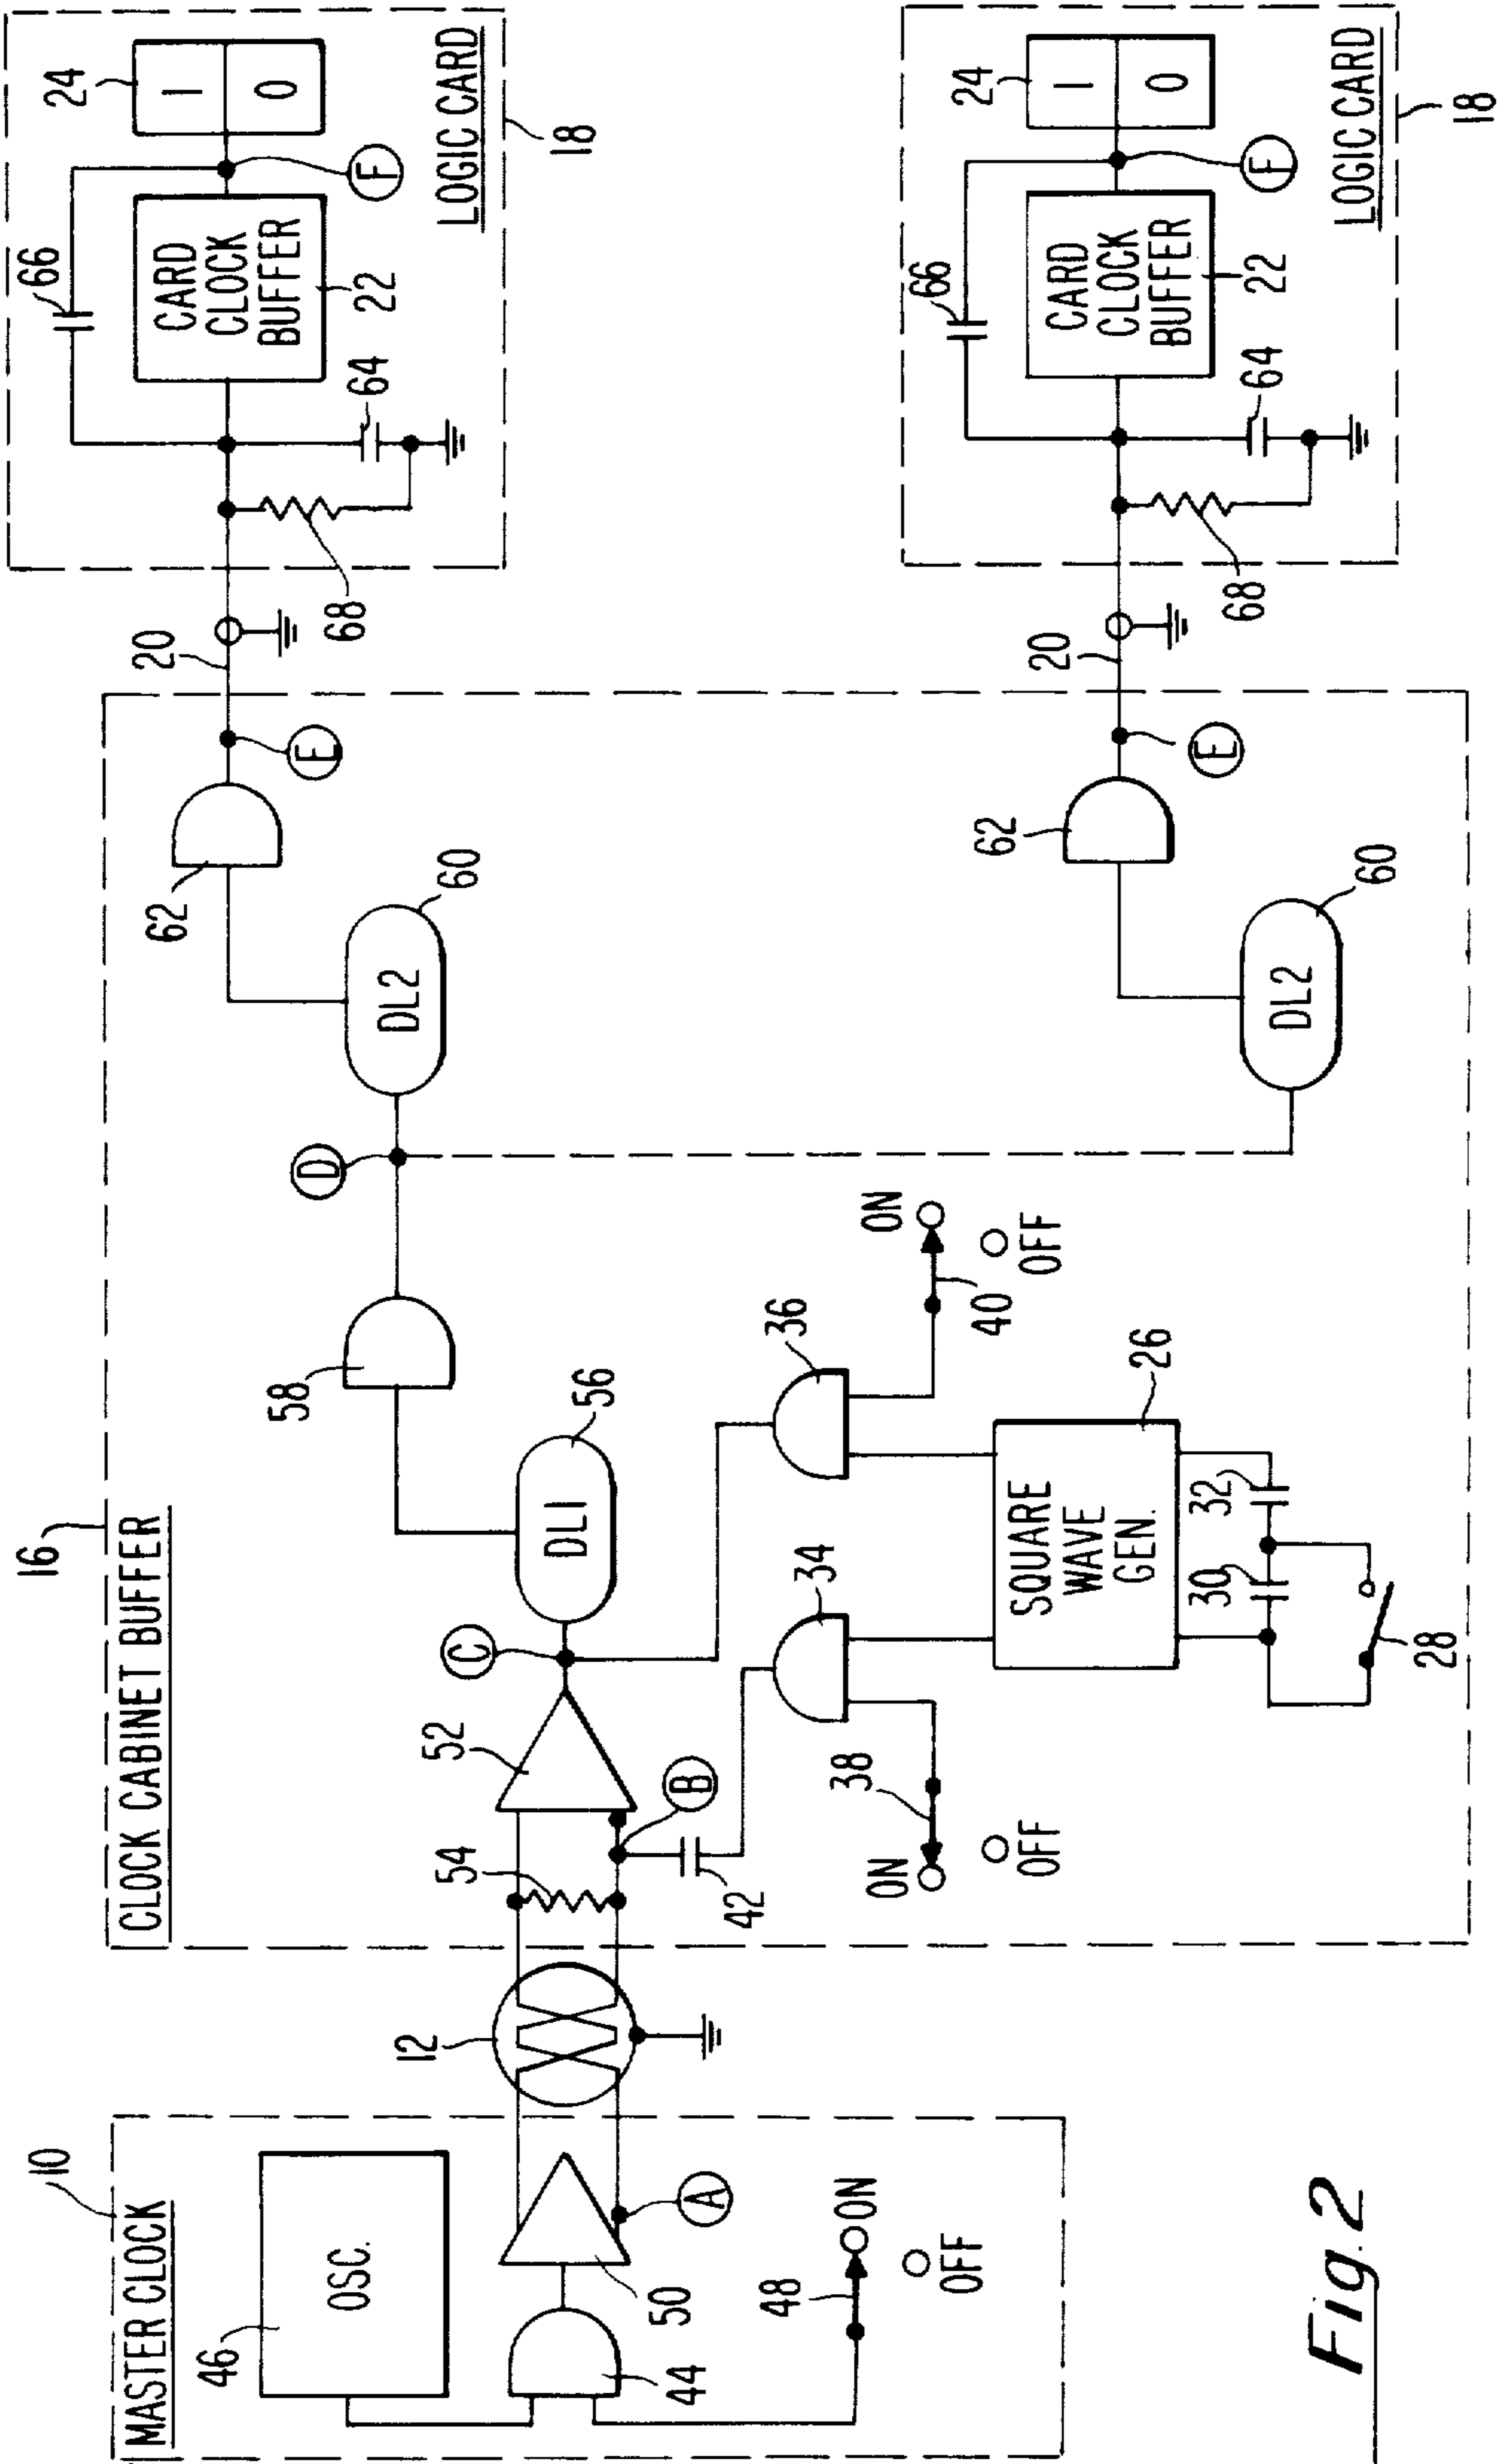 10
MASTER CLOCK
46
OSC.
44
50
A
48
ON
OFF
12
16
CLOCK CABINET BUFFER
54
52
B
42
C
DL1
56
58
D
38
ON
OFF
34
36
40
ON
OFF
SQUARE
WAVE
GEN.
26
30
32
28
DL2
60
62
E
20
68
64
66
CARD
CLOCK
BUFFER
22
F
24
1
0
LOGIC CARD
18
DL2
60
62
E
20
68
64
66
CARD
CLOCK
BUFFER
22
F
24
1
0
LOGIC CARD
18
Fig. 2